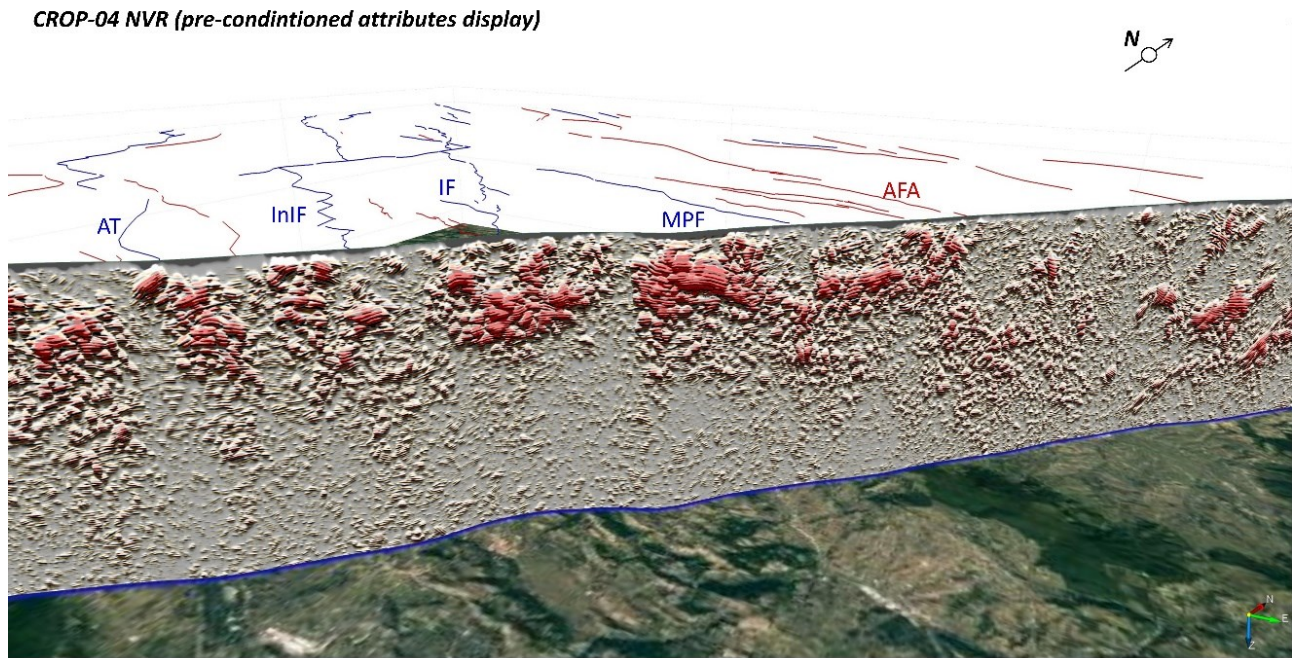 CROP-04 NVR (pre-condintioned attributes display)
N
IF
AFA
AT
InIF
MPF
N
E
Z